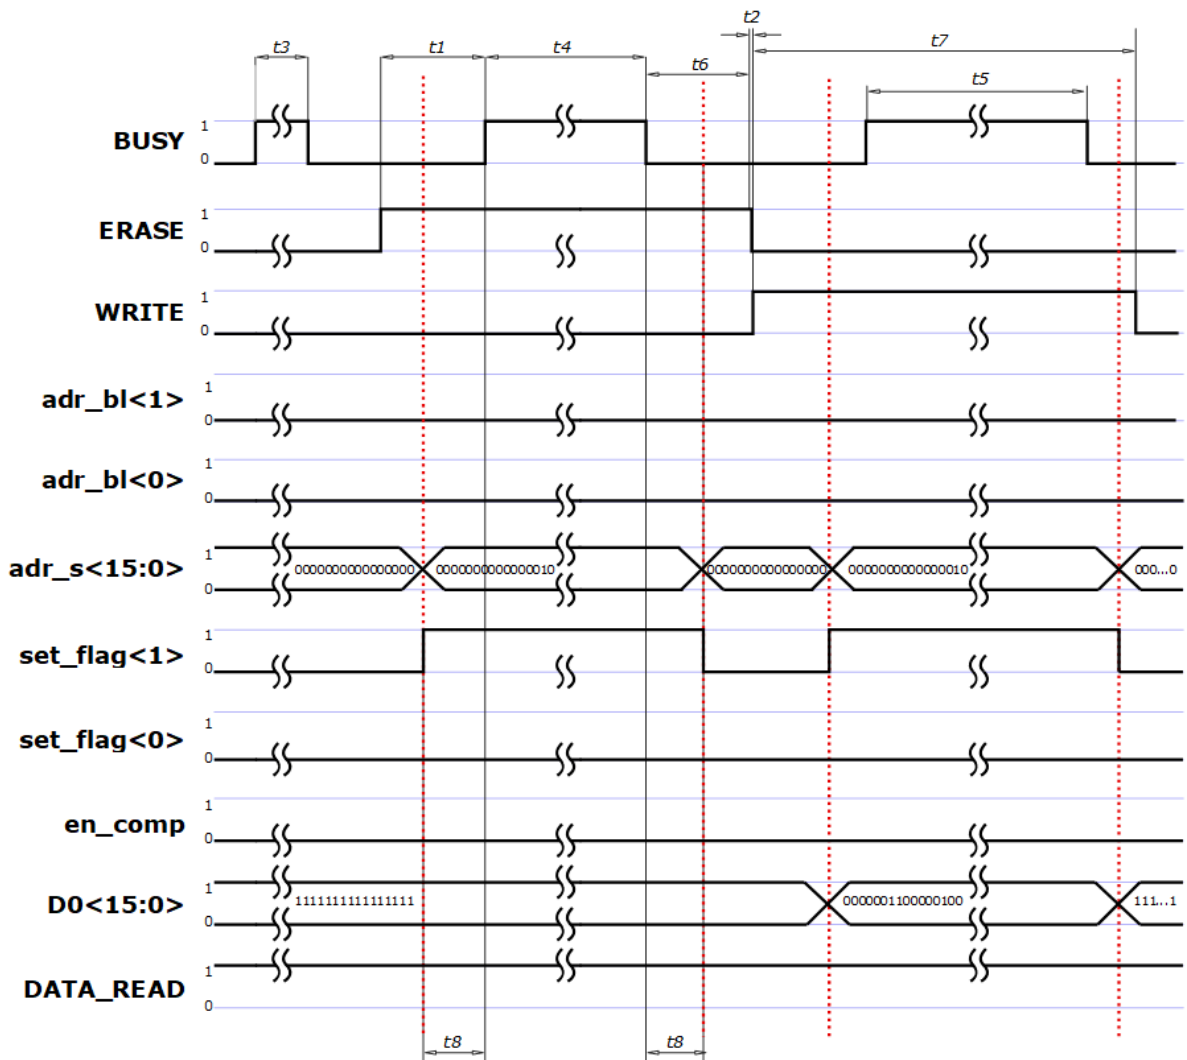 t2
t3 t1 t4 t7
t6 t5
BUSY 1 0
ERASE 1 0
WRITE 1 0
adr_bl<1> 1 0
adr_bl<0> 1 0
adr_s<15:0> 1 0 0000000000000000 0000000000000010 0000000000000000 0000000000000010 000...0
set_flag<1> 1 0
set_flag<0> 1 0
en_comp 1 0
D0<15:0> 1 0 1111111111111111 0000001100000100 111...1
DATA_READ 1 0
t8 t8